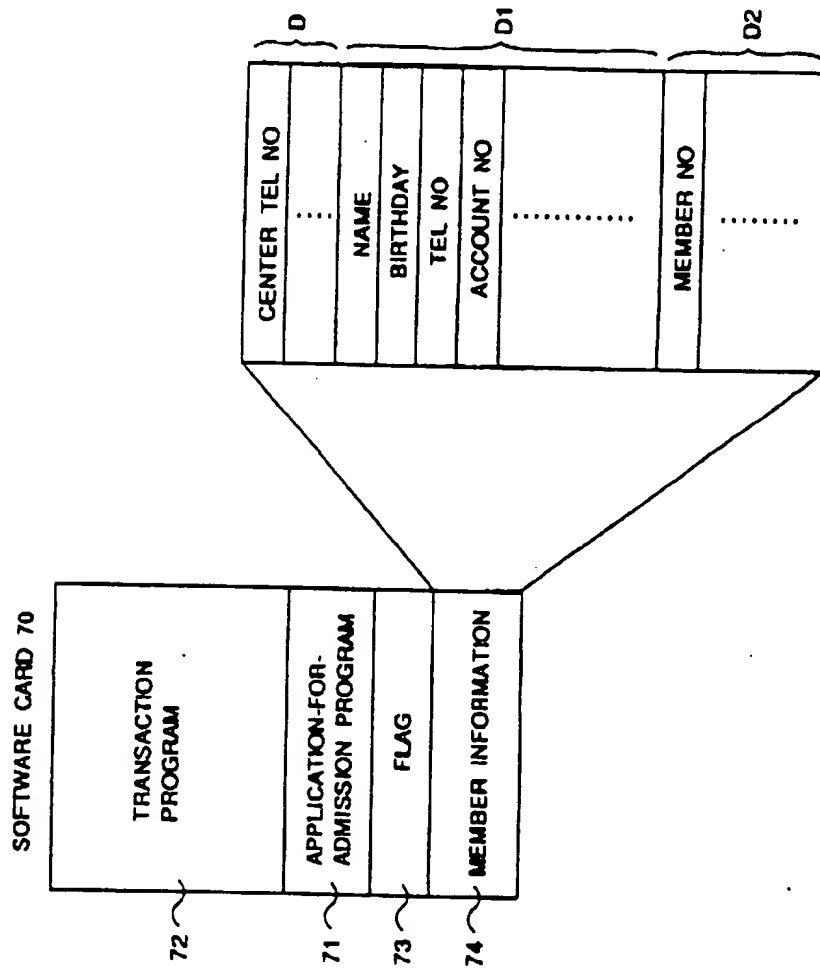 SOFTWARE CARD 70
72
TRANSACTION
PROGRAM
71
APPLICATION-FOR-
ADMISSION PROGRAM
73
FLAG
74
MEMBER INFORMATION
CENTER TEL NO
NAME
BIRTHDAY
TEL NO
ACCOUNT NO
MEMBER NO
D
D1
D2